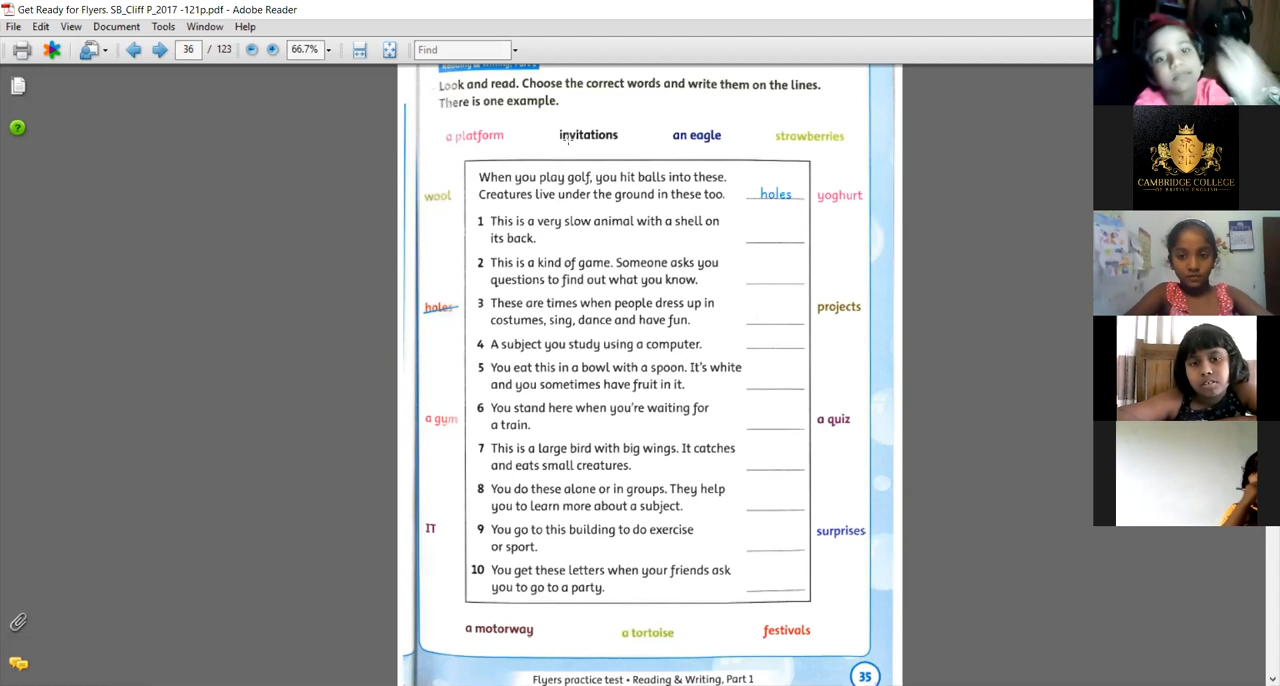 Get Ready for Flyers. SB_Cliff P_2017 -121p.pdf - Adobe Reader
File Edit View Document Tools Window Help
36 / 123 66.7% Find
Reading & Writing, Part 1
Look and read. Choose the correct words and write them on the lines.
There is one example.
a platform invitations an eagle strawberries
When you play golf, you hit balls into these.
Creatures live under the ground in these too. holes
wool
yoghurt
1 This is a very slow animal with a shell on
its back.
2 This is a kind of game. Someone asks you
questions to find out what you know.
holes
projects
3 These are times when people dress up in
costumes, sing, dance and have fun.
4 A subject you study using a computer.
5 You eat this in a bowl with a spoon. It's white
and you sometimes have fruit in it.
a gym
a quiz
6 You stand here when you're waiting for
a train.
7 This is a large bird with big wings. It catches
and eats small creatures.
8 You do these alone or in groups. They help
you to learn more about a subject.
IT
surprises
9 You go to this building to do exercise
or sport.
10 You get these letters when your friends ask
you to go to a party.
a motorway a tortoise festivals
Flyers practice test • Reading & Writing, Part 1 35
CAMBRIDGE COLLEGE
OF BRITISH ENGLISH